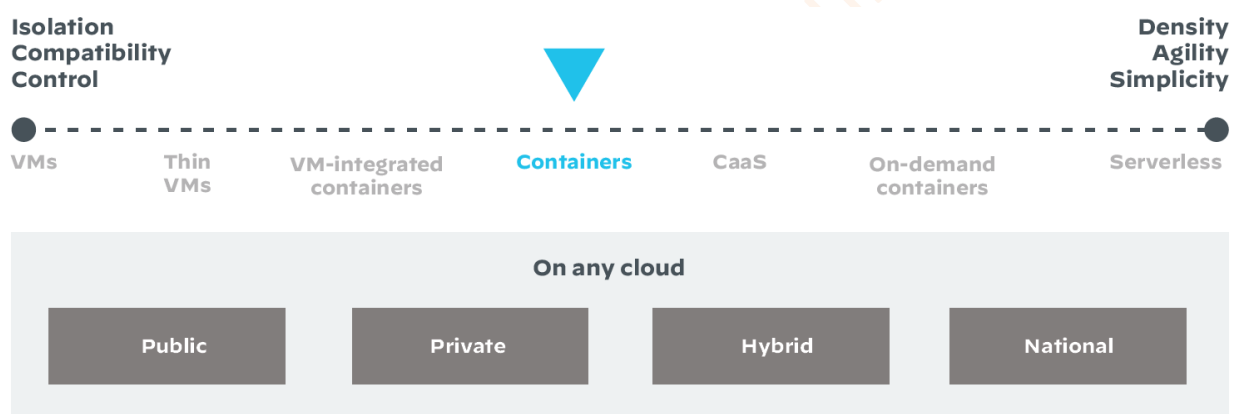 Isolation
Compatibility
Control
Density
Agility
Simplicity
VMs
Thin
VMs
VM-integrated
containers
Containers
CaaS
On-demand
containers
Serverless
On any cloud
Public
Private
Hybrid
National